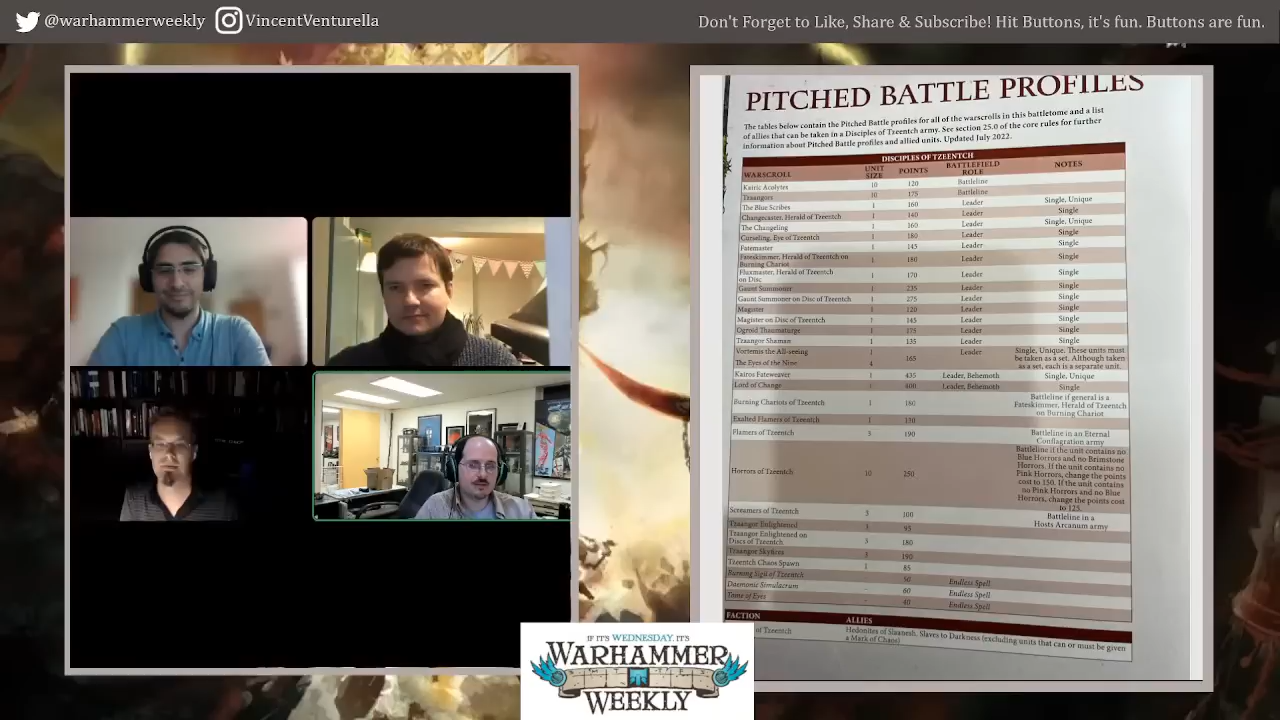 @warhammerweekly VincentVenturella
Don't Forget to Like, Share & Subscribe! Hit Buttons, it's fun. Buttons are fun.
PITCHED BATTLE PROFILES
The tables below contain the Pitched Battle profiles for all of the warscrolls in this battletome and a list
of allies that can be taken in a Disciples of Tzeentch army. See section 25.0 of the core rules for further
information about Pitched Battle profiles and allied units. Updated July 2022.
DISCIPLES OF TZEENTCH
WARSCROLL UNIT SIZE POINTS BATTLEFIELD ROLE NOTES
Kairic Acolytes 10 120 Battleline
Tzaangors 10 175 Battleline
The Blue Scribes 1 160 Leader Single, Unique
Changecaster, Herald of Tzeentch 1 140 Leader Single
The Changeling 1 160 Leader Single, Unique
Curseling, Eye of Tzeentch 1 180 Leader Single
Fatemaster 1 145 Leader Single
Fateskimmer, Herald of Tzeentch on
Burning Chariot 1 180 Leader Single
Fluxmaster, Herald of Tzeentch
on Disc 1 170 Leader Single
Gaunt Summoner 1 235 Leader Single
Gaunt Summoner on Disc of Tzeentch 1 275 Leader Single
Magister 1 120 Leader Single
Magister on Disc of Tzeentch 1 145 Leader Single
Ogroid Thaumaturge 1 175 Leader Single
Tzaangor Shaman 1 135 Leader Single
Vortemis the All-seeing 1 165 Leader Single, Unique. These units must
be taken as a set. Although taken
The Eyes of the Nine 4 as a set, each is a separate unit.
Kairos Fateweaver 1 435 Leader, Behemoth Single, Unique
Lord of Change 1 400 Leader, Behemoth Single
Burning Chariots of Tzeentch 1 160 Battleline if general is a
Fateskimmer, Herald of Tzeentch
on Burning Chariot
Exalted Flamers of Tzeentch 1
Flamers of Tzeentch 3 190 Battleline in an Eternal
Conflagration army
Horrors of Tzeentch 10 250 Battleline if the unit contains no
Blue Horrors and no Brimstone
Horrors. If the unit contains no
Pink Horrors, change the points
cost to 150. If the unit contains
no Pink Horrors and no Blue
Horrors, change the points cost
to 125.
Screamers of Tzeentch 3 100 Battleline in a
Hosts Arcanum army
Tzaangor Enlightened 3 95
Tzaangor Enlightened on
Discs of Tzeentch 3 180
Tzaangor Skyfires 3 190
Tzeentch Chaos Spawn 1 85
Burning Sigil of Tzeentch - 50 Endless Spell
Daemonic Simulacrum - 60 Endless Spell
Tome of Eyes - 40 Endless Spell
FACTION ALLIES
of Tzeentch Hedonites of Slaanesh, Slaves to Darkness (excluding units that can or must be given
a Mark of Chaos)
IF IT'S WEDNESDAY, IT'S
WARHAMMER
WEEKLY